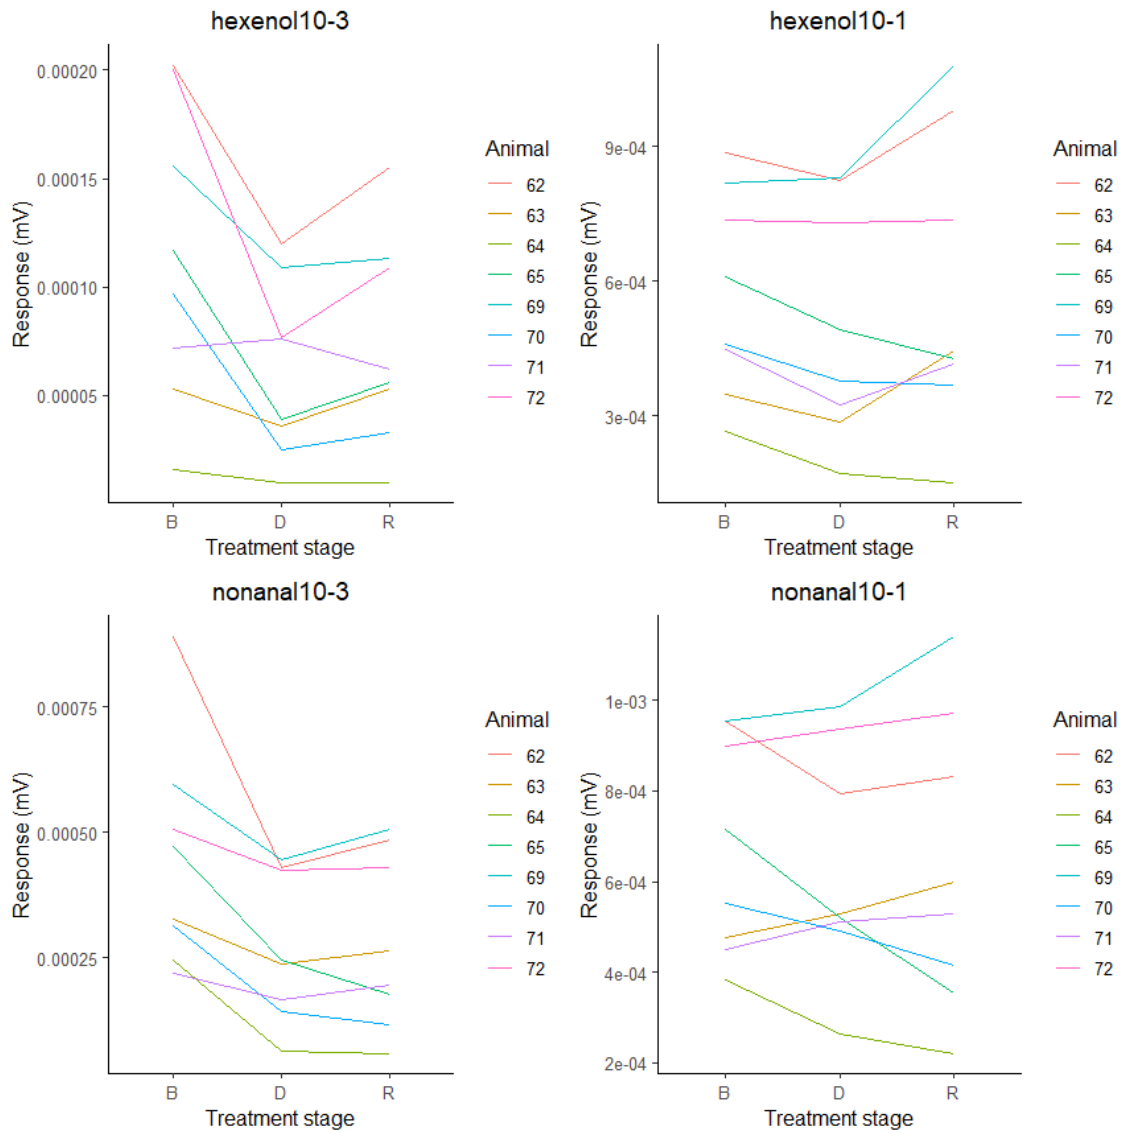 hexenol10-3
Response (mV)
0.00020
0.00015
0.00010
0.00005
B D R
Treatment stage
Animal
62
63
64
65
69
70
71
72
hexenol10-1
Response (mV)
9e-04
6e-04
3e-04
B D R
Treatment stage
Animal
62
63
64
65
69
70
71
72
nonanal10-3
Response (mV)
0.00075
0.00050
0.00025
B D R
Treatment stage
Animal
62
63
64
65
69
70
71
72
nonanal10-1
Response (mV)
1e-03
8e-04
6e-04
4e-04
2e-04
B D R
Treatment stage
Animal
62
63
64
65
69
70
71
72